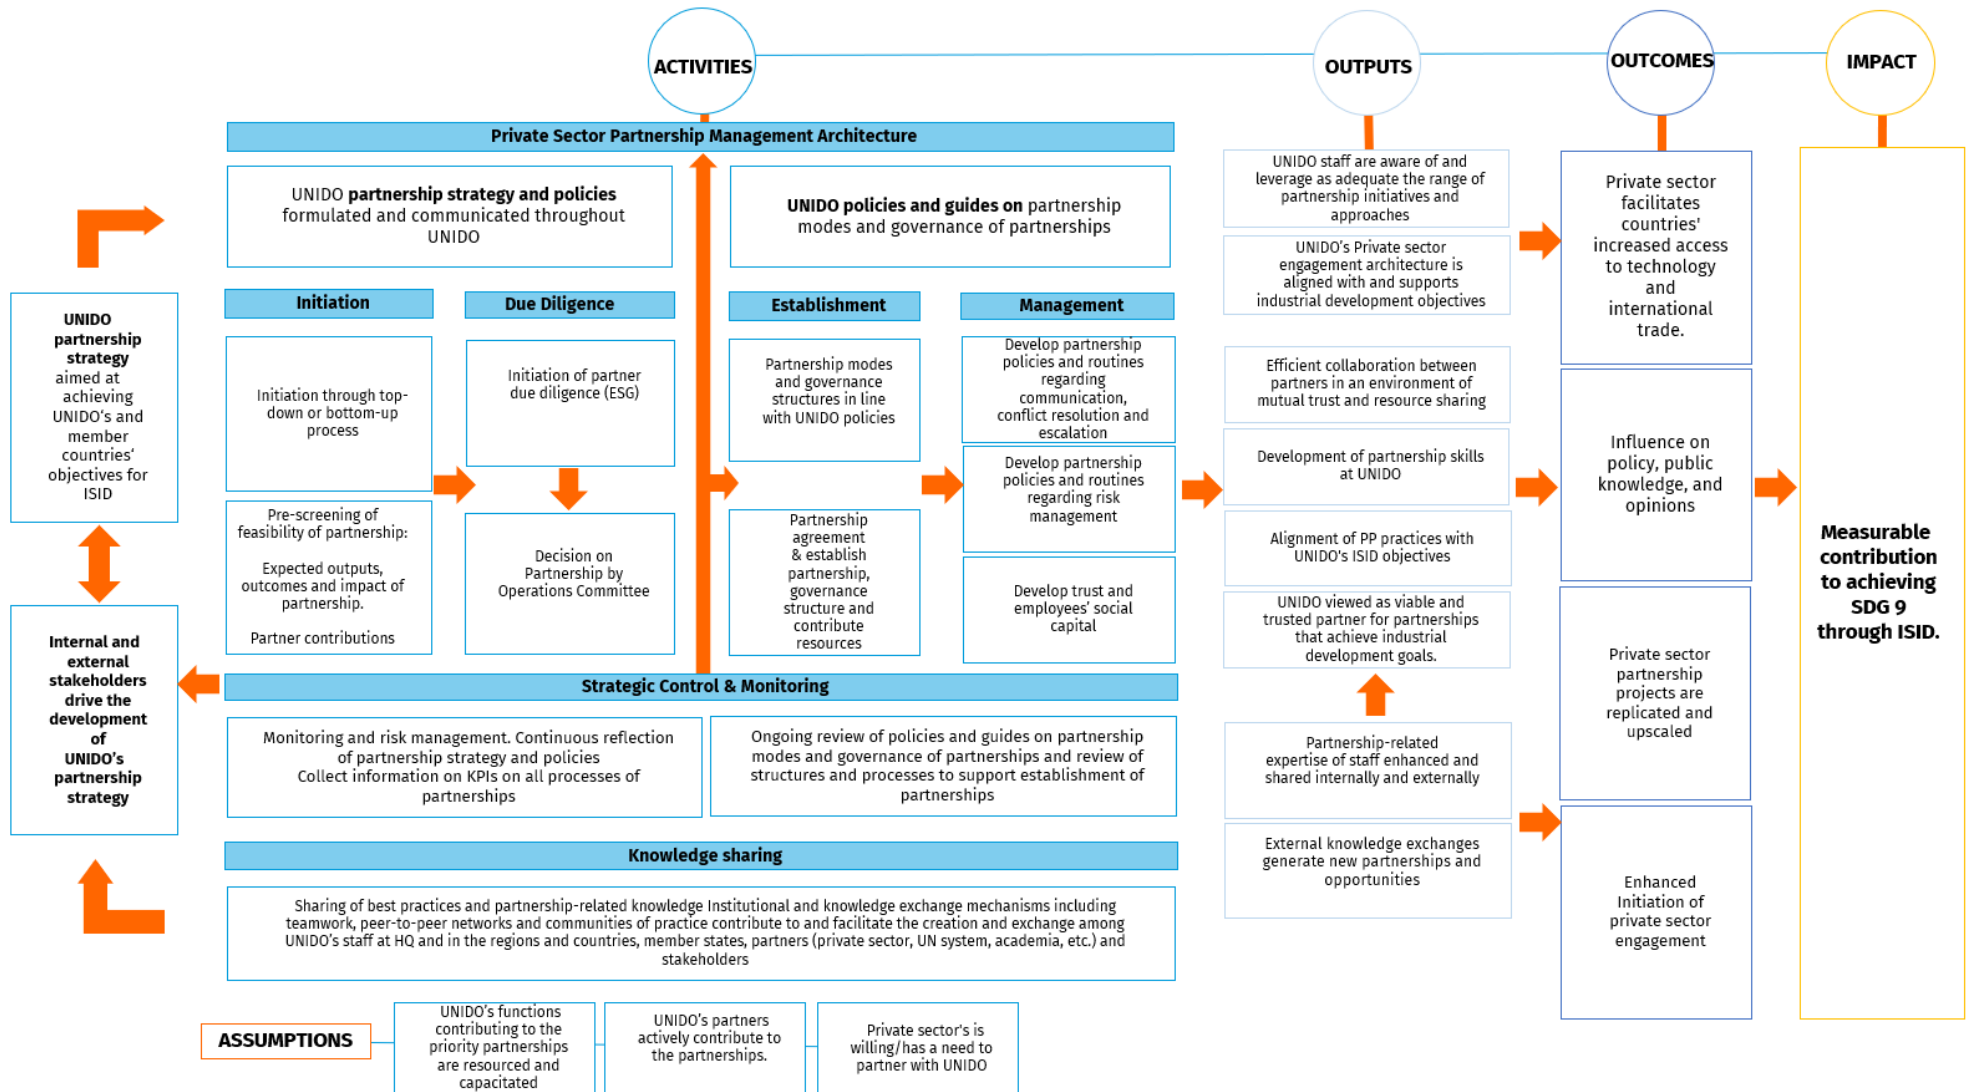 ACTIVITIES
OUTPUTS
OUTCOMES
IMPACT
Private Sector Partnership Management Architecture
UNIDO partnership strategy and policies
formulated and communicated throughout
UNIDO
UNIDO policies and guides on partnership
modes and governance of partnerships
UNIDO
partnership
strategy
aimed at
achieving
UNIDO‘s and
member
countries‘
objectives for
ISID
Internal and
external
stakeholders
drive the
development
of
UNIDO’s
partnership
strategy
Initiation
Initiation through top-
down or bottom-up
process
Pre-screening of
feasibility of partnership:
Expected outputs,
outcomes and impact of
partnership.
Partner contributions
Due Diligence
Initiation of partner
due diligence (ESG)
Decision on
Partnership by
Operations Committee
Establishment
Partnership modes
and governance
structures in line
with UNIDO policies
Partnership
agreement
& establish
partnership,
governance
structure and
contribute
resources
Management
Develop partnership
policies and routines
regarding
communication,
conflict resolution and
escalation
Develop partnership
policies and routines
regarding risk
management
Develop trust and
employees’ social
capital
Strategic Control & Monitoring
Monitoring and risk management. Continuous reflection
of partnership strategy and policies
Collect information on KPIs on all processes of
partnerships
Ongoing review of policies and guides on partnership
modes and governance of partnerships and review of
structures and processes to support establishment of
partnerships
Knowledge sharing
Sharing of best practices and partnership-related knowledge Institutional and knowledge exchange mechanisms including
teamwork, peer-to-peer networks and communities of practice contribute to and facilitate the creation and exchange among
UNIDO’s staff at HQ and in the regions and countries, member states, partners (private sector, UN system, academia, etc.) and
stakeholders
UNIDO staff are aware of and
leverage as adequate the range of
partnership initiatives and
approaches
UNIDO’s Private sector
engagement architecture is
aligned with and supports
industrial development objectives
Efficient collaboration between
partners in an environment of
mutual trust and resource sharing
Development of partnership skills
at UNIDO
Alignment of PP practices with
UNIDO's ISID objectives
UNIDO viewed as viable and
trusted partner for partnerships
that achieve industrial
development goals.
Partnership-related
expertise of staff enhanced and
shared internally and externally
External knowledge exchanges
generate new partnerships and
opportunities
Private sector
facilitates
countries'
increased access
to technology
and
international
trade.
Influence on
policy, public
knowledge, and
opinions
Private sector
partnership
projects are
replicated and
upscaled
Enhanced
Initiation of
private sector
engagement
Measurable
contribution
to achieving
SDG 9
through ISID.
ASSUMPTIONS
UNIDO’s functions
contributing to the
priority partnerships
are resourced and
capacitated
UNIDO’s partners
actively contribute to
the partnerships.
Private sector's is
willing/has a need to
partner with UNIDO